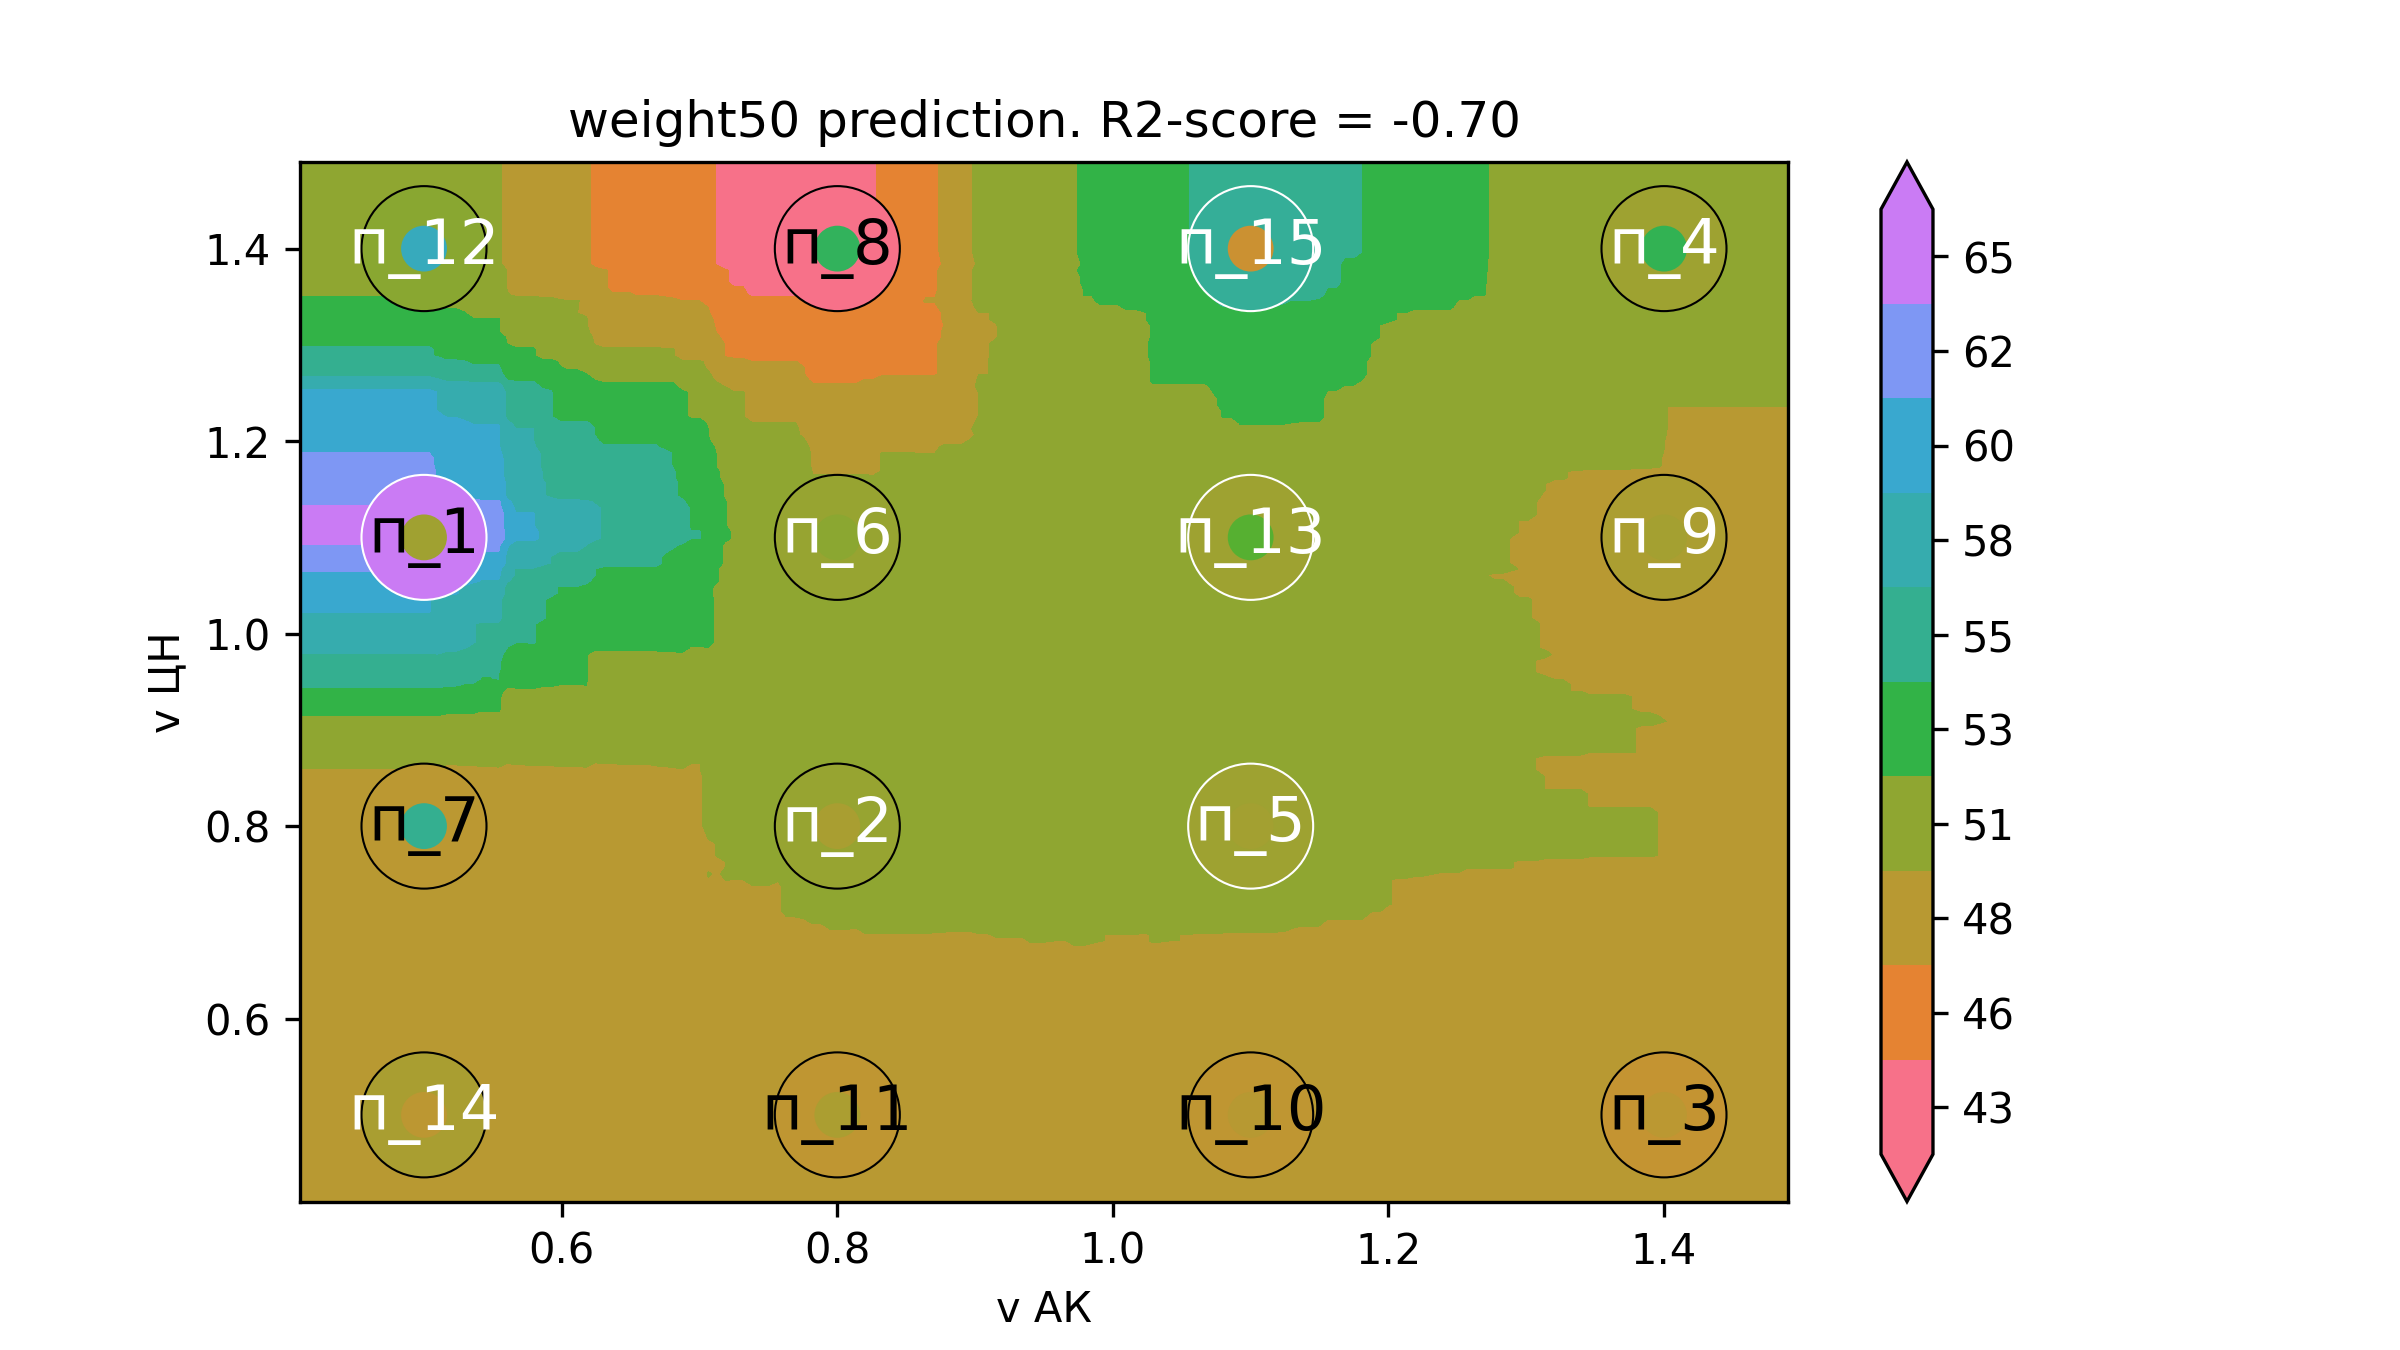 weight50 prediction. R2-score = -0.70
п_12 п_8 п_15 п_4
п_1 п_6 п_13 п_9
п_7 п_2 п_5
п_14 п_11 п_10 п_3
1.4
1.2
1.0
0.8
0.6
v ЦН
0.6 0.8 1.0 1.2 1.4
v АК
65
62
60
58
55
53
51
48
46
43